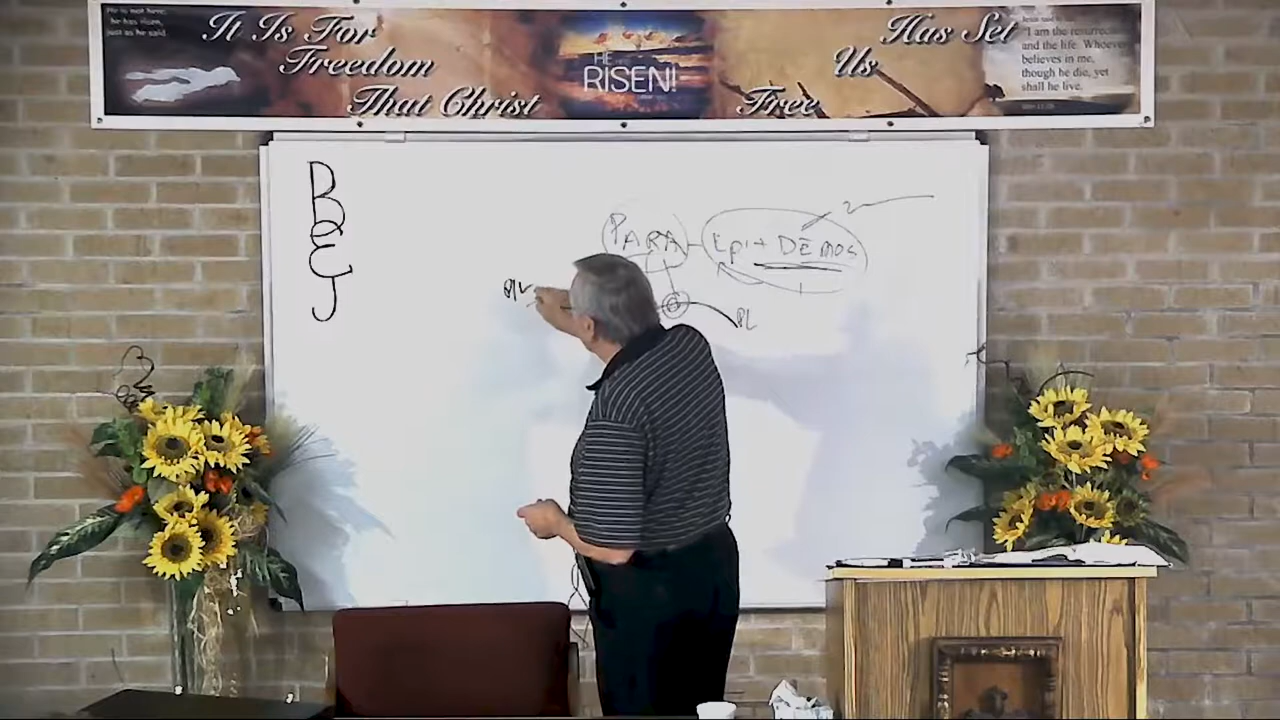 He is not here;
he has risen,
just as he said.
It Is For
Freedom
That Christ
HE
RISEN!
Has Set
Us
Free
"I am the resurrec
and the life. Whoever
believes in me,
though he die, yet
shall he live.
B
E
J
PARA - Epi + DEMOS